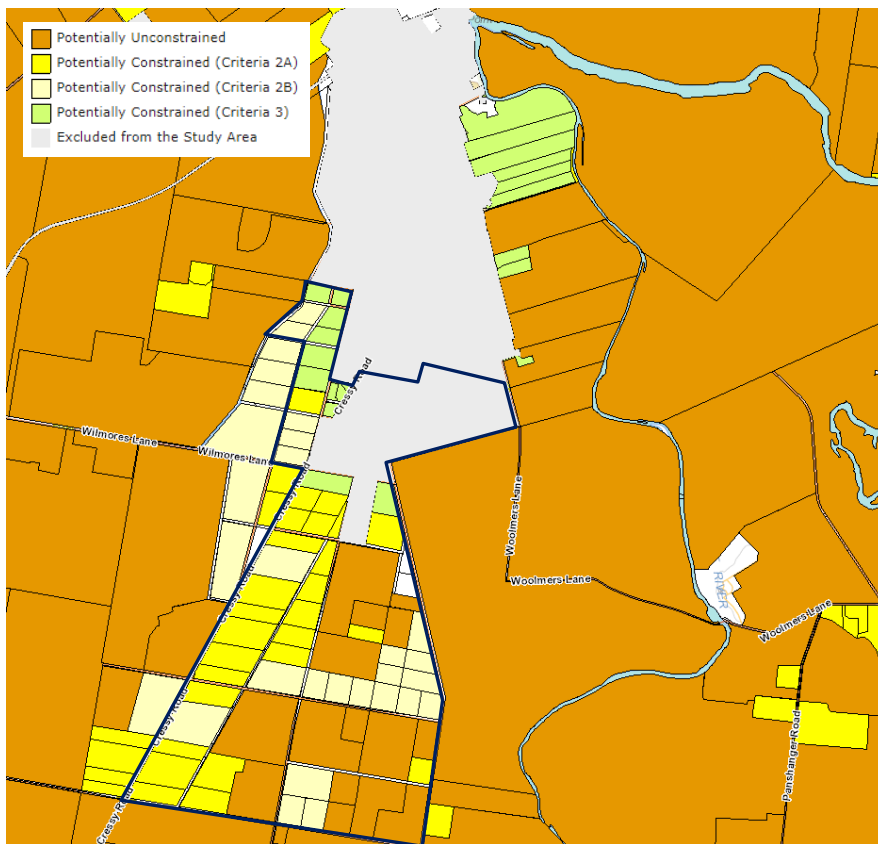 Potentially Unconstrained
Potentially Constrained (Criteria 2A)
Potentially Constrained (Criteria 2B)
Potentially Constrained (Criteria 3)
Excluded from the Study Area
Cressy Road
Wilmores Lane
Wilmores Lan
Cressy Road
Woolmers Lane
Cressy Road
Woolmers Lane
RIVER
Woolmers Lane
Cressy Road
Panshanger Road
Cressy Road